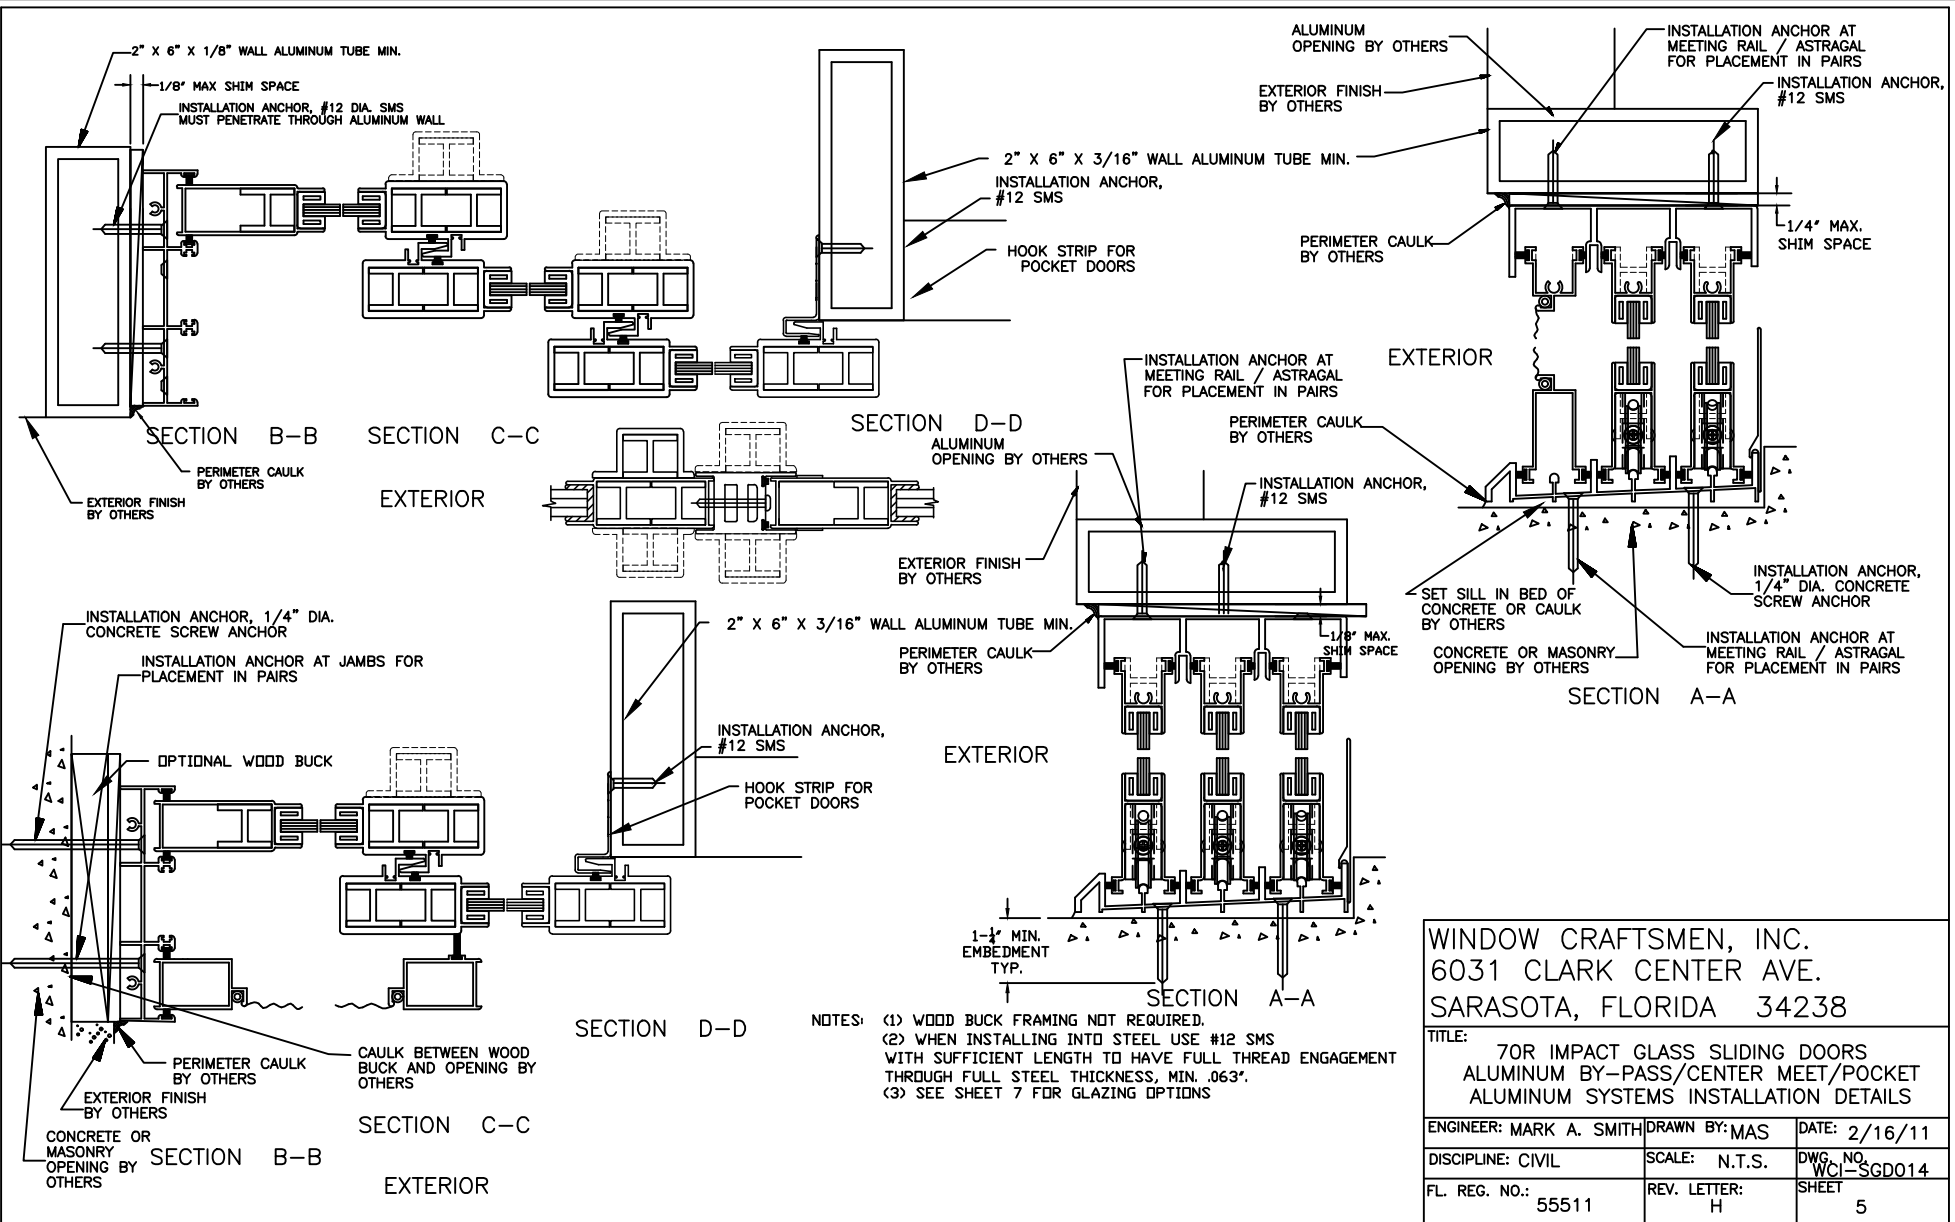 2" X 6" X 1/8" WALL ALUMINUM TUBE MIN.
1/8" MAX SHIM SPACE
INSTALLATION ANCHOR, #12 DIA. SMS
MUST PENETRATE THROUGH ALUMINUM WALL
SECTION B-B
PERIMETER CAULK
BY OTHERS
EXTERIOR FINISH
BY OTHERS
SECTION C-C
EXTERIOR
2" X 6" X 3/16" WALL ALUMINUM TUBE MIN.
INSTALLATION ANCHOR,
#12 SMS
HOOK STRIP FOR
POCKET DOORS
SECTION D-D
ALUMINUM
OPENING BY OTHERS
INSTALLATION ANCHOR AT
MEETING RAIL / ASTRAGAL
FOR PLACEMENT IN PAIRS
INSTALLATION ANCHOR,
#12 SMS
EXTERIOR FINISH
BY OTHERS
PERIMETER CAULK
BY OTHERS
1/4" MAX.
SHIM SPACE
EXTERIOR
PERIMETER CAULK
BY OTHERS
SET SILL IN BED OF
CONCRETE OR CAULK
BY OTHERS
CONCRETE OR MASONRY
OPENING BY OTHERS
INSTALLATION ANCHOR,
1/4" DIA. CONCRETE
SCREW ANCHOR
INSTALLATION ANCHOR AT
MEETING RAIL / ASTRAGAL
FOR PLACEMENT IN PAIRS
SECTION A-A
INSTALLATION ANCHOR AT
MEETING RAIL / ASTRAGAL
FOR PLACEMENT IN PAIRS
ALUMINUM
OPENING BY OTHERS
INSTALLATION ANCHOR,
#12 SMS
EXTERIOR FINISH
BY OTHERS
PERIMETER CAULK
BY OTHERS
1/8" MAX.
SHIM SPACE
EXTERIOR
1-1/4" MIN.
EMBEDMENT
TYP.
SECTION A-A
INSTALLATION ANCHOR, 1/4" DIA.
CONCRETE SCREW ANCHOR
INSTALLATION ANCHOR AT JAMBS FOR
PLACEMENT IN PAIRS
OPTIONAL WOOD BUCK
2" X 6" X 3/16" WALL ALUMINUM TUBE MIN.
INSTALLATION ANCHOR,
#12 SMS
HOOK STRIP FOR
POCKET DOORS
SECTION D-D
PERIMETER CAULK
BY OTHERS
CAULK BETWEEN WOOD
BUCK AND OPENING BY
OTHERS
EXTERIOR FINISH
BY OTHERS
CONCRETE OR
MASONRY
OPENING BY
OTHERS
SECTION B-B
SECTION C-C
EXTERIOR
NOTES: (1) WOOD BUCK FRAMING NOT REQUIRED.
(2) WHEN INSTALLING INTO STEEL USE #12 SMS
WITH SUFFICIENT LENGTH TO HAVE FULL THREAD ENGAGEMENT
THROUGH FULL STEEL THICKNESS, MIN. .063".
(3) SEE SHEET 7 FOR GLAZING OPTIONS
WINDOW CRAFTSMEN, INC.
6031 CLARK CENTER AVE.
SARASOTA, FLORIDA 34238
TITLE:
70R IMPACT GLASS SLIDING DOORS
ALUMINUM BY-PASS/CENTER MEET/POCKET
ALUMINUM SYSTEMS INSTALLATION DETAILS
ENGINEER: MARK A. SMITH DRAWN BY: MAS DATE: 2/16/11
DISCIPLINE: CIVIL SCALE: N.T.S. DWG. NO. WCI-SGD014
FL. REG. NO.: 55511 REV. LETTER: H SHEET 5